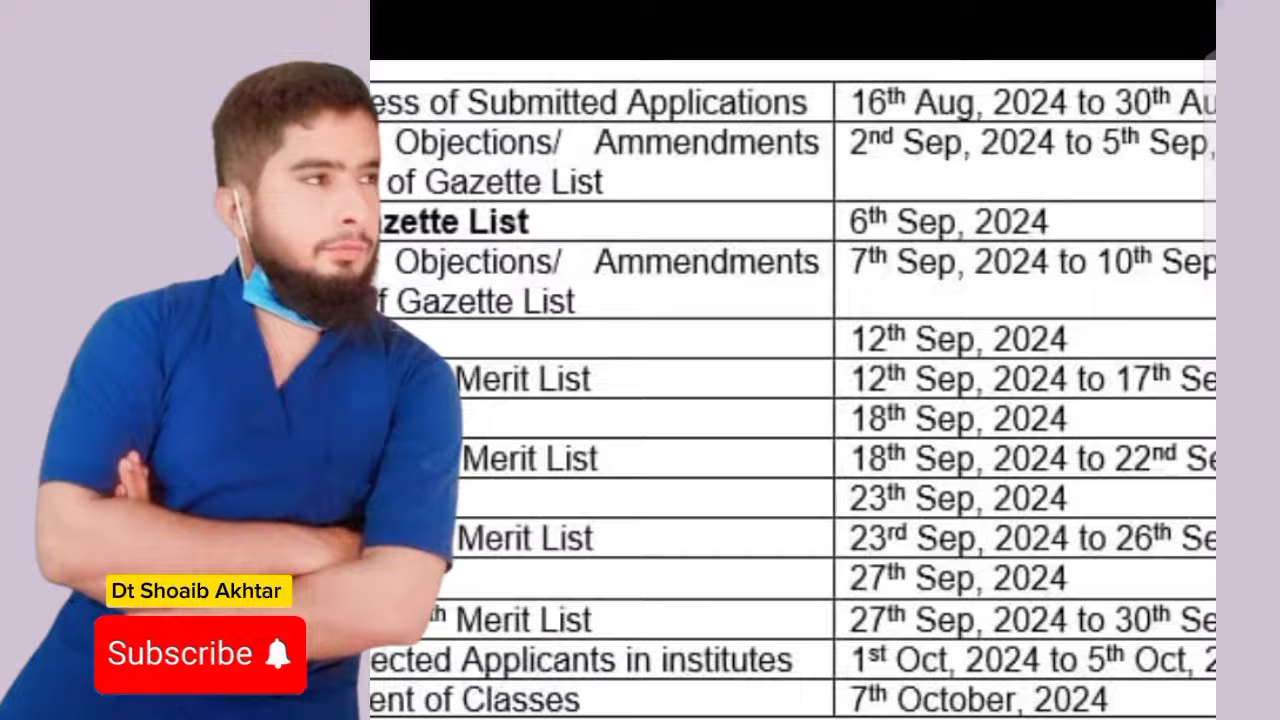 ess of Submitted Applications 16th Aug, 2024 to 30th Au
Objections/ Ammendments 2nd Sep, 2024 to 5th Sep,
of Gazette List
zette List 6th Sep, 2024
Objections/ Ammendments 7th Sep, 2024 to 10th Sep
f Gazette List
12th Sep, 2024
Merit List 12th Sep, 2024 to 17th Se
18th Sep, 2024
Merit List 18th Sep, 2024 to 22nd Se
23th Sep, 2024
Merit List 23rd Sep, 2024 to 26th Se
27th Sep, 2024
th Merit List 27th Sep, 2024 to 30th Se
ected Applicants in institutes 1st Oct, 2024 to 5th Oct, 2
ent of Classes 7th October, 2024
Dt Shoaib Akhtar
Subscribe